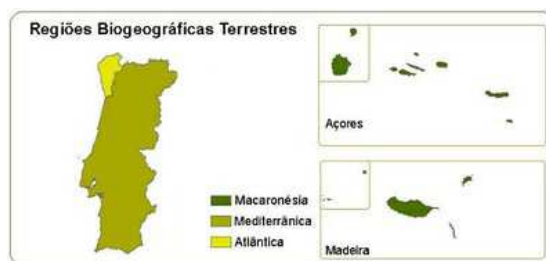 Regiões Biogeográficas Terrestres
Açores
Macaronésia
Mediterrânica
Atlântica
Madeira